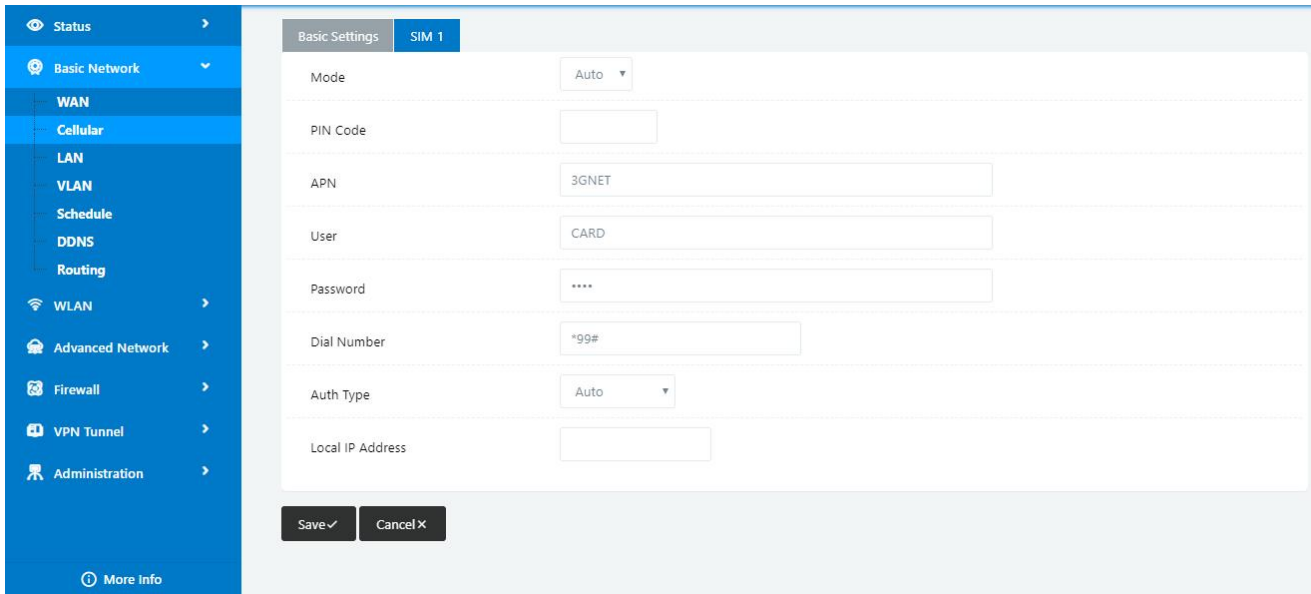 Status
Basic Network
WAN
Cellular
LAN
VLAN
Schedule
DDNS
Routing
WLAN
Advanced Network
Firewall
VPN Tunnel
Administration
More Info
Basic Settings SIM 1
Mode Auto
PIN Code
APN 3GNET
User CARD
Password ••••
Dial Number *99#
Auth Type Auto
Local IP Address
Save✓ Cancel×